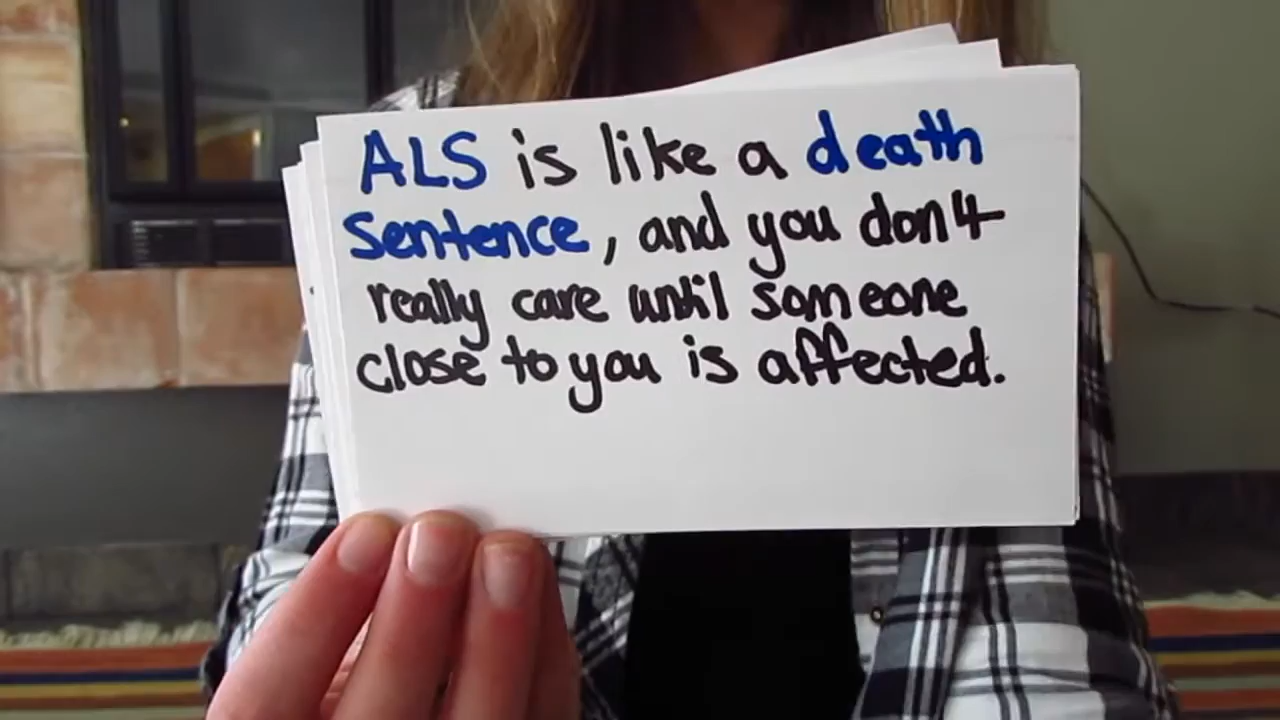 ALS is like a death
sentence, and you don't
really care until someone
close to you is affected.